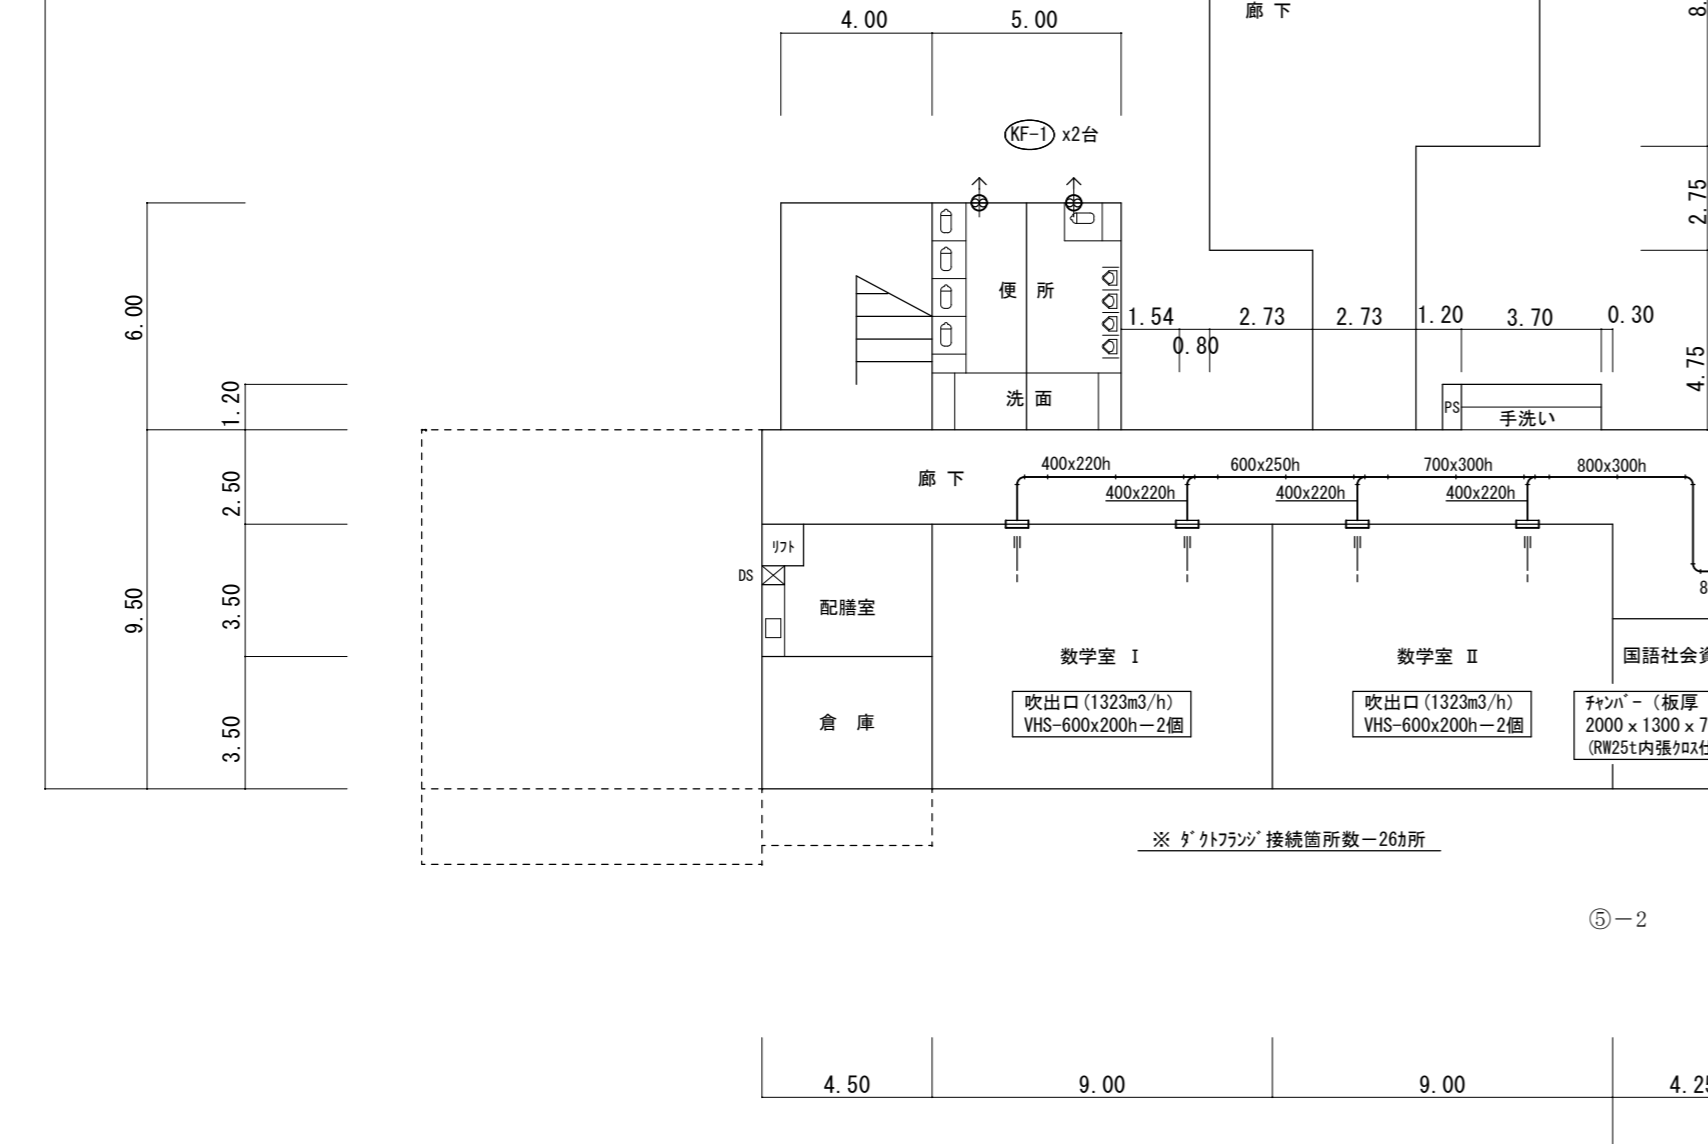 廊 下
8.
4.00
5.00
KF-1 x2台
2.75
6.00
便 所
1.54
0.80
2.73
2.73
1.20
3.70
0.30
4.75
1.20
洗 面
PS
手洗い
廊 下
400x220h
600x250h
700x300h
800x300h
400x220h
400x220h
400x220h
2.50
リフト
DS
8
9.50
3.50
配膳室
数学室 Ⅰ
数学室 Ⅱ
国語社会資
3.50
倉 庫
吹出口(1323m3/h)
VHS-600x200h-2個
吹出口(1323m3/h)
VHS-600x200h-2個
チャンバー(板厚
2000 x 1300 x 7
(RW25t内張クロス仕
※ ダクトフランジ接続箇所数-26カ所
⑤-2
4.50
9.00
9.00
4.25